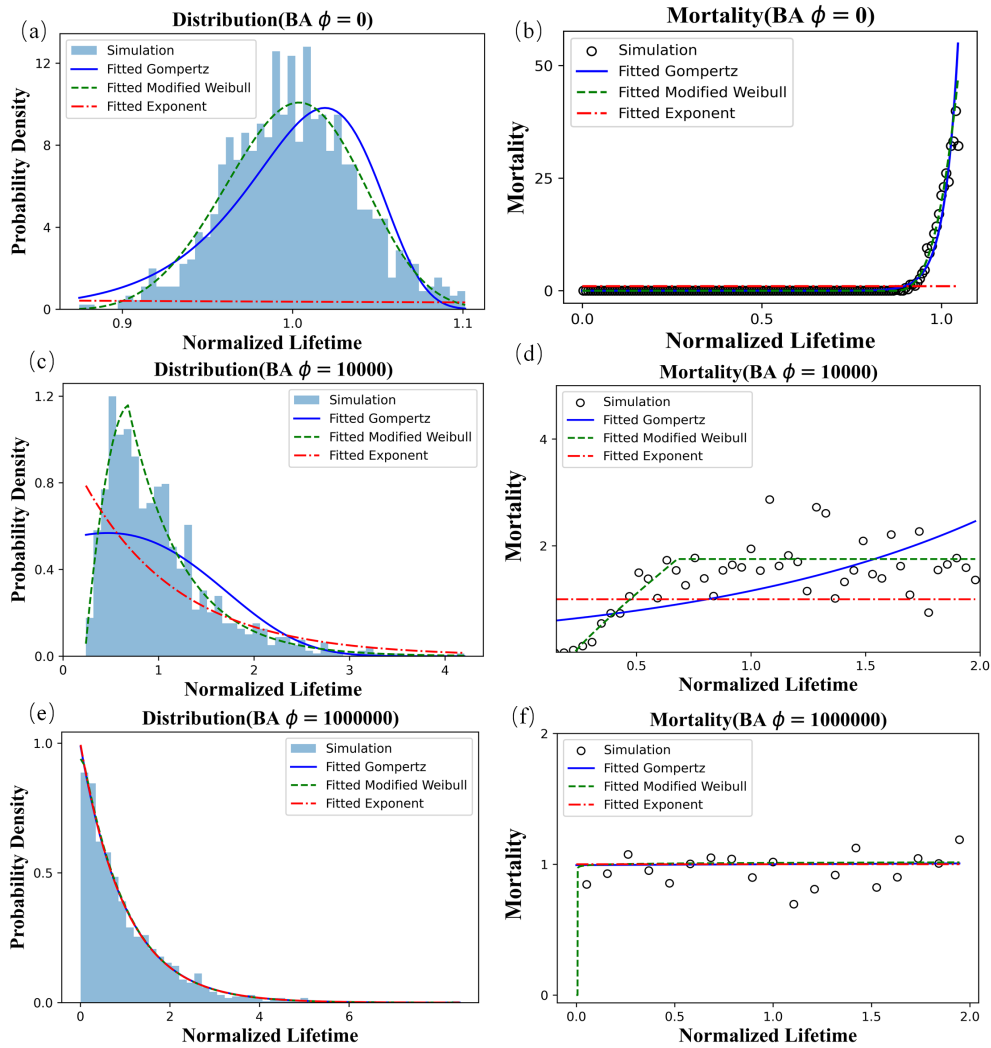 (a)
Distribution(BA ϕ = 0)
Simulation
Fitted Gompertz
Fitted Modified Weibull
Fitted Exponent
Probability Density
12
8
4
0
0.9
1.0
1.1
Normalized Lifetime
(b)
Mortality(BA ϕ = 0)
Simulation
Fitted Gompertz
Fitted Modified Weibull
Fitted Exponent
Mortality
50
25
0
0.0
0.5
1.0
Normalized Lifetime
(c)
Distribution(BA ϕ = 10000)
Simulation
Fitted Gompertz
Fitted Modified Weibull
Fitted Exponent
Probability Density
1.2
0.8
0.4
0.0
0
1
2
3
4
Normalized Lifetime
(d)
Mortality(BA ϕ = 10000)
Simulation
Fitted Gompertz
Fitted Modified Weibull
Fitted Exponent
Mortality
4
2
0.5
1.0
1.5
2.0
Normalized Lifetime
(e)
Distribution(BA ϕ = 1000000)
Simulation
Fitted Gompertz
Fitted Modified Weibull
Fitted Exponent
Probability Density
1.0
0.5
0.0
0
2
4
6
Normalized Lifetime
(f)
Mortality(BA ϕ = 1000000)
Simulation
Fitted Gompertz
Fitted Modified Weibull
Fitted Exponent
Mortality
2
1
0
0.0
0.5
1.0
1.5
2.0
Normalized Lifetime